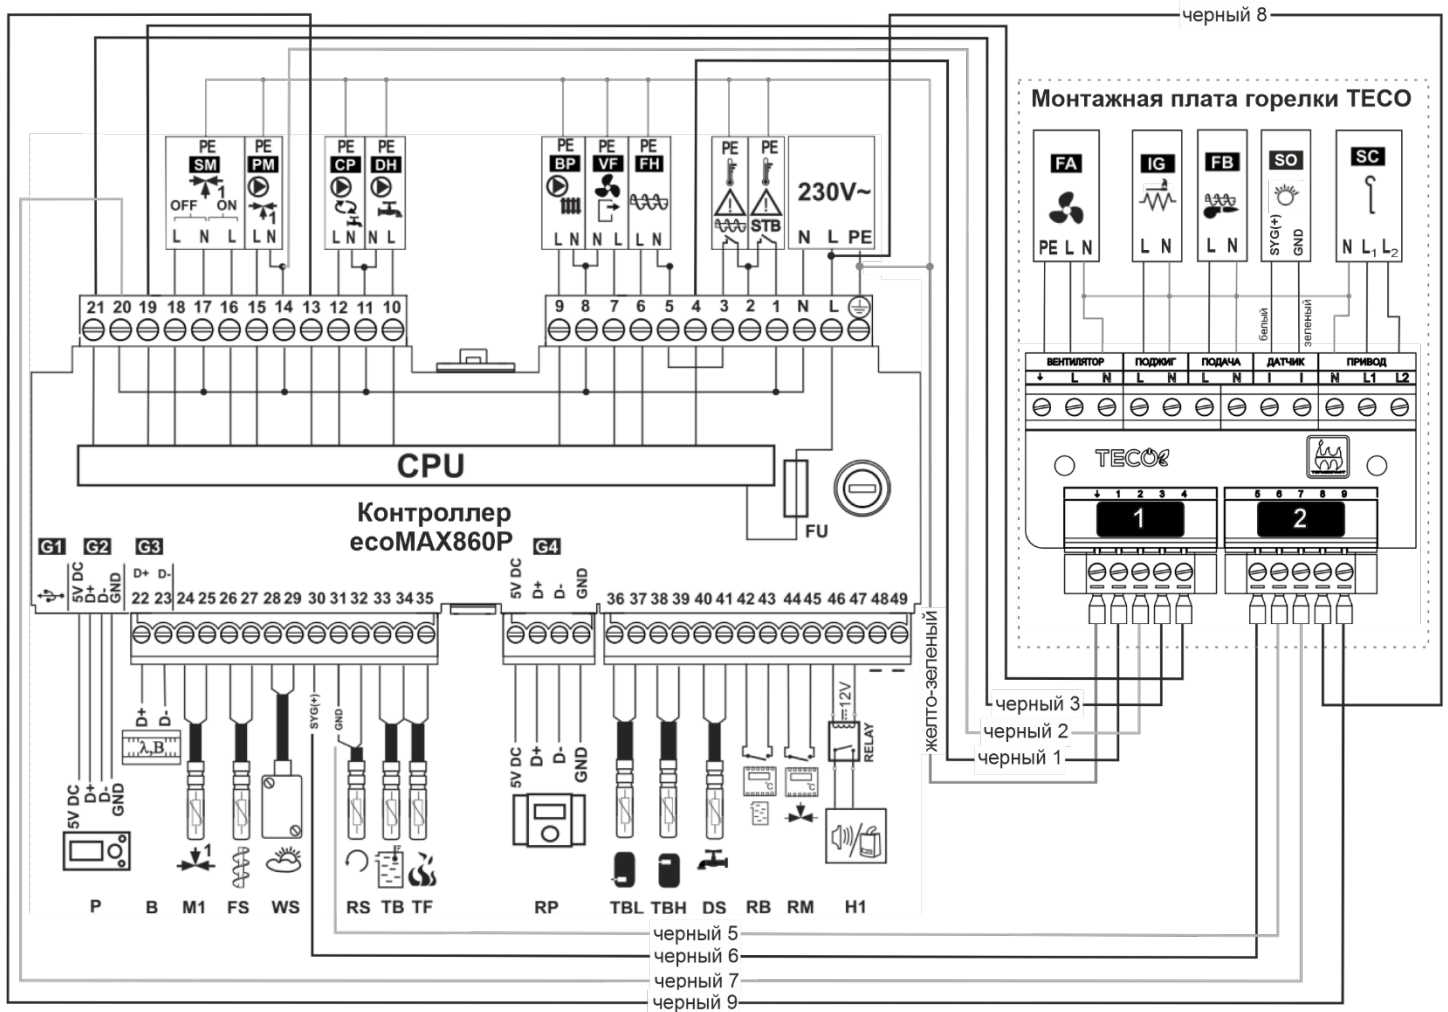 черный 8
Монтажная плата горелки TECO
PE PE PE PE PE PE PE PE PE
SM PM CP DH BP VF FH
1
OFF ON
1
STB
230V~
L N L L N L N L L N N L L N N L PE
FA IG FB SO SC
PE L N L N L N SYG(+) GND N L1 L2
белый
зеленый
21 20 19 18 17 16 15 14 13 12 11 10
9 8 7 6 5 4 3 2 1 N L
ВЕНТИЛЯТОР ПОДЖИГ ПОДАЧА ДАТЧИК ПРИВОД
L N L N L N I I N L1 L2
CPU
TECO
FU
Контроллер
ecoMAX860P
1 2 3 4
5 6 7 8 9
1
2
G1 G2 G3 G4
5V DC D+ D- GND
D+ D-
5V DC D+ D- GND
22 23 24 25 26 27 28 29 30 31 32 33 34 35
36 37 38 39 40 41 42 43 44 45 46 47 48 49
желто-зеленый
черный 3
черный 2
черный 1
D+ D-
SYG(+) GND
5V DC D+ D- GND
12V
RELAY
λ,B
5V DC D+ D- GND
°C
°C
1
P B M1 FS WS RS TB TF RP TBL TBH DS RB RM H1
черный 5
черный 6
черный 7
черный 9